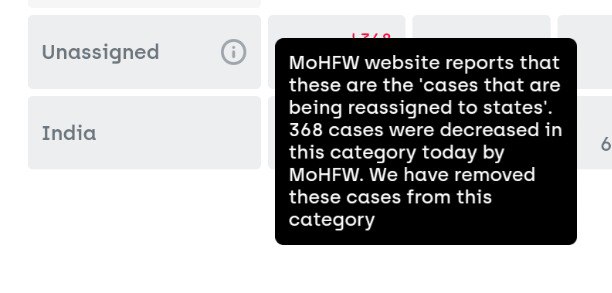 Unassigned
MoHFW website reports that
these are the 'cases that are
being reassigned to states'.
368 cases were decreased in
this category today by
MoHFW. We have removed
these cases from this
category
India
6